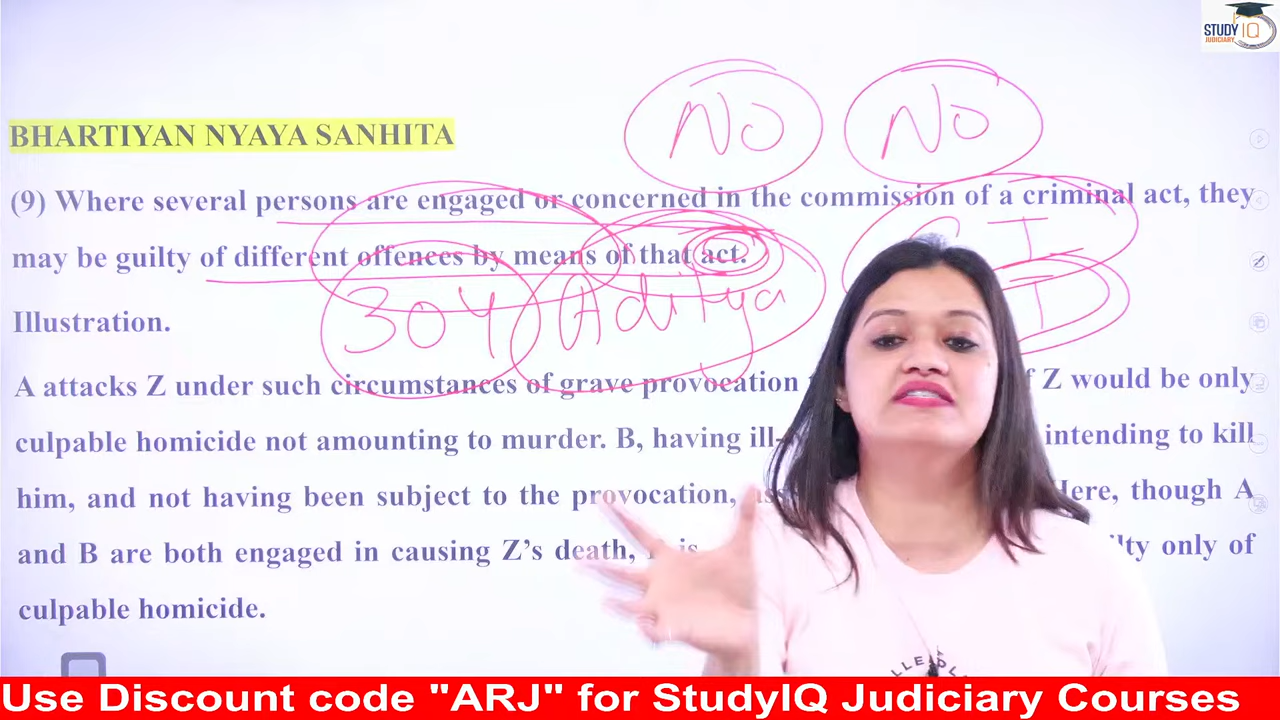 STUDY IQ
JUDICIARY
NO NO
BHARTIYAN NYAYA SANHITA
(9) Where several persons are engaged or concerned in the commission of a criminal act, they
may be guilty of different offences by means of that act.
I
304 Aditya I
Illustration.
A attacks Z under such circumstances of grave provocation of Z would be only
culpable homicide not amounting to murder. B, having ill- intending to kill
him, and not having been subject to the provocation, Here, though A
and B are both engaged in causing Z's death, is only of
culpable homicide.
Use Discount code "ARJ" for StudyIQ Judiciary Courses